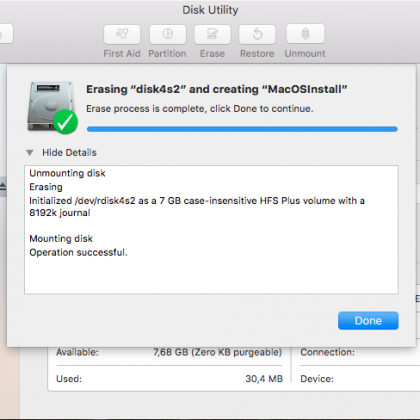 Disk Utility
First Aid Partition Erase Restore Unmount
Erasing “disk4s2” and creating “MacOSInstall”
Erase process is complete, click Done to continue.
Hide Details
Unmounting disk
Erasing
Initialized /dev/rdisk4s2 as a 7 GB case-insensitive HFS Plus volume with a
8192k journal
Mounting disk
Operation successful.
Done
Available: 7,68 GB (Zero KB purgeable) Connection:
Used: 30,4 MB Device: